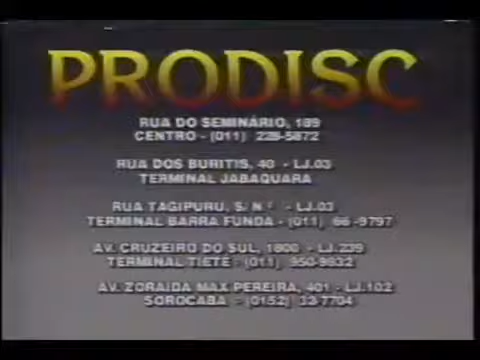 PRODISC
RUA DO SEMINÁRIO, 189
CENTRO - (011) 228-5872
RUA DOS BURITIS, 40 - LJ.03
TERMINAL JABAQUARA
RUA TAGIPURU, S/Nº - LJ.03
TERMINAL BARRA FUNDA - (011) 66-9797
AV. CRUZEIRO DO SUL, 1800 - LJ.239
TERMINAL TIETÊ - (011) 950-9932
AV. ZORAIDA MAX PEREIRA, 401 - LJ.102
SOROCABA - (0152) 33-7704